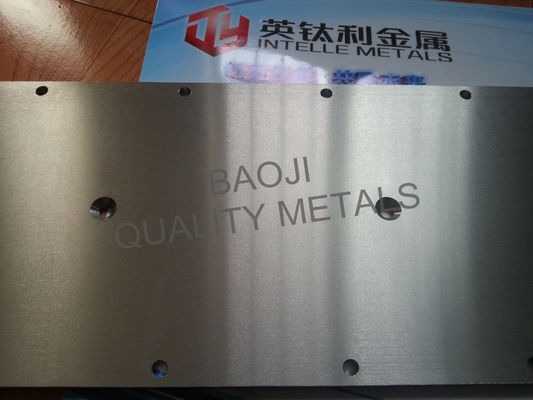 英钛利金属
INTELLE METALS
BAOJI
QUALITY METALS